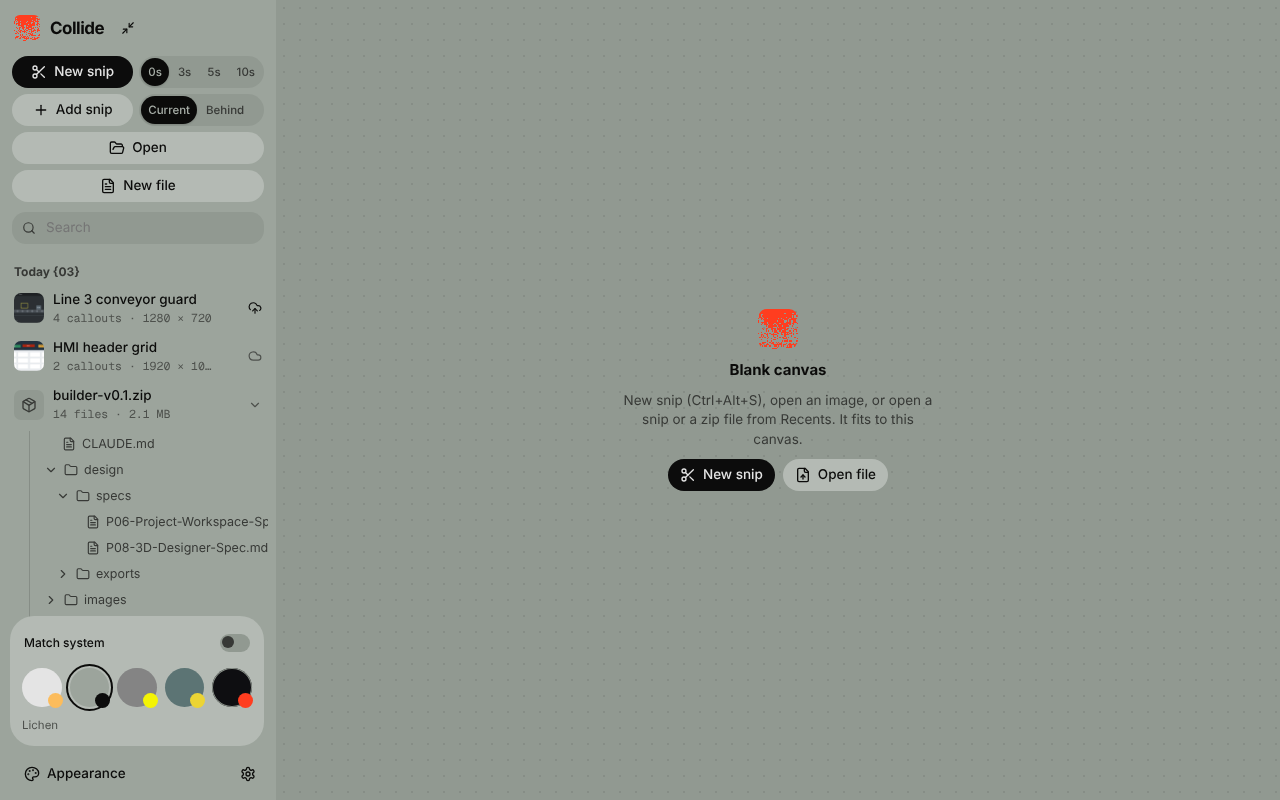 Collide
New snip
0s 3s 5s 10s
Add snip
Current Behind
Open
New file
Search
Today {03}
Line 3 conveyor guard
4 callouts · 1280 × 720
HMI header grid
2 callouts · 1920 × 10…
builder-v0.1.zip
14 files · 2.1 MB
CLAUDE.md
design
specs
P06-Project-Workspace-Sp
P08-3D-Designer-Spec.md
exports
images
Match system
Lichen
Appearance
Blank canvas
New snip (Ctrl+Alt+S), open an image, or open a
snip or a zip file from Recents. It fits to this
canvas.
New snip
Open file